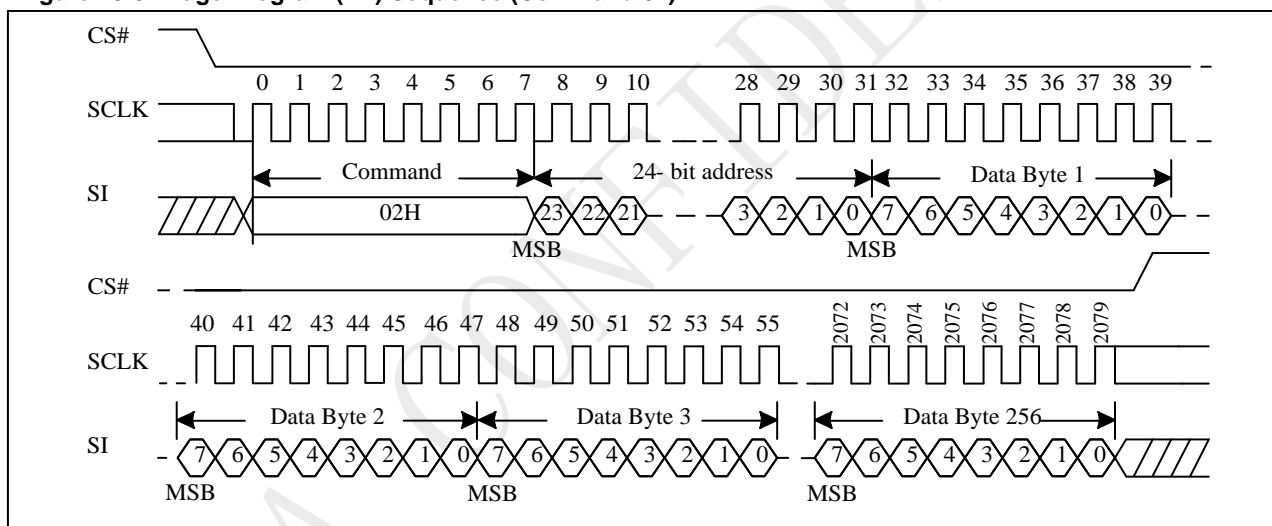 CS#
0 1 2 3 4 5 6 7 8 9 10 28 29 30 31 32 33 34 35 36 37 38 39
SCLK
Command 24- bit address Data Byte 1
SI
02H 23 22 21 3 2 1 0 7 6 5 4 3 2 1 0
MSB MSB
CS#
40 41 42 43 44 45 46 47 48 49 50 51 52 53 54 55 2072 2073 2074 2075 2076 2077 2078 2079
SCLK
Data Byte 2 Data Byte 3 Data Byte 256
SI
7 6 5 4 3 2 1 0 7 6 5 4 3 2 1 0 7 6 5 4 3 2 1 0
MSB MSB MSB
A CONFIDE